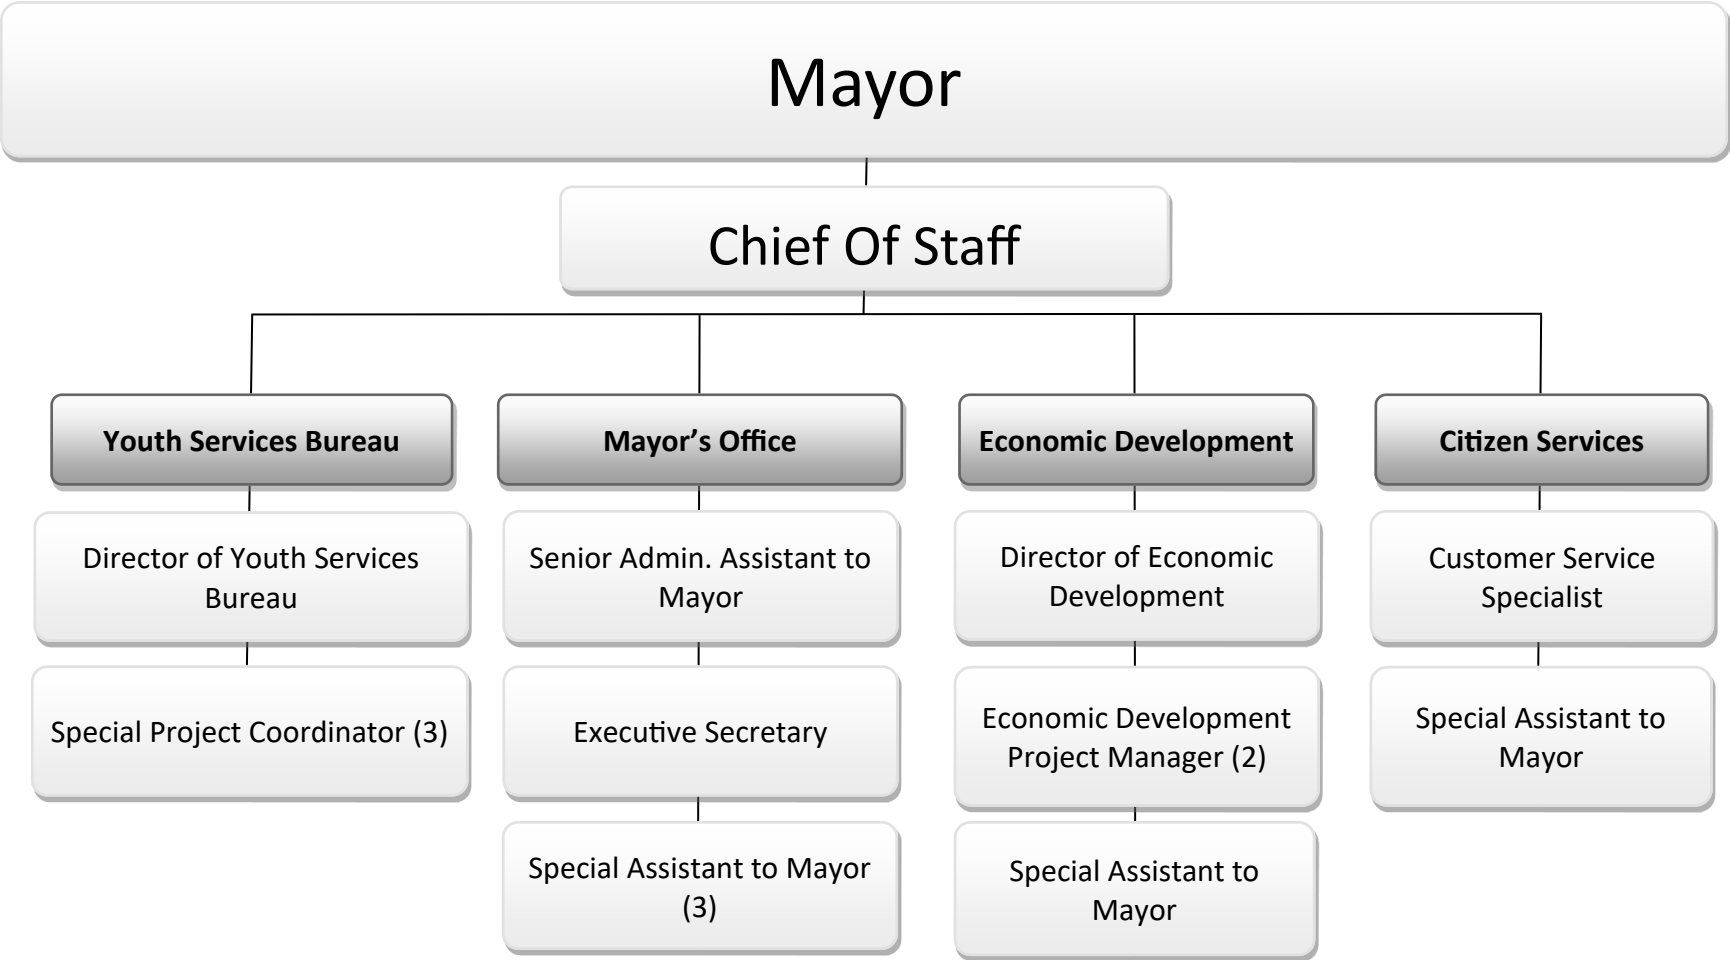 Mayor
Chief Of Staff
Youth Services Bureau
Director of Youth Services
Bureau
Special Project Coordinator (3)
Mayor’s Office
Senior Admin. Assistant to
Mayor
Executive Secretary
Special Assistant to Mayor
(3)
Economic Development
Director of Economic
Development
Economic Development
Project Manager (2)
Special Assistant to
Mayor
Citizen Services
Customer Service
Specialist
Special Assistant to
Mayor